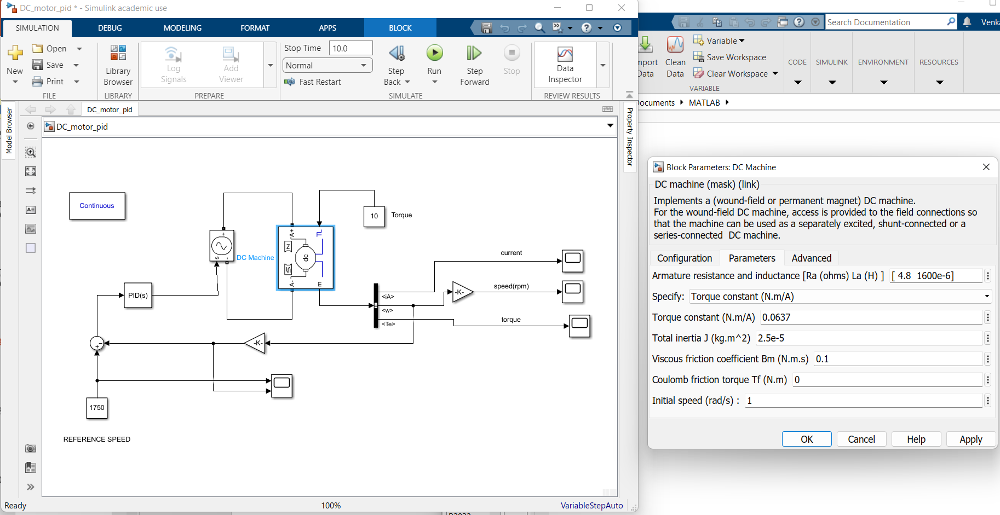 DC_motor_pid * - Simulink academic use
SIMULATION
DEBUG
MODELING
FORMAT
APPS
BLOCK
Search Documentation
New
Open
Save
Print
FILE
Library
Browser
LIBRARY
Log
Signals
Add
Viewer
PREPARE
Stop Time
10.0
Normal
Fast Restart
Step
Back
Run
Step
Forward
Stop
SIMULATE
Data
Inspector
REVIEW RESULTS
Clean
Data
Data
Variable
Save Workspace
Clear Workspace
VARIABLE
CODE
SIMULINK
ENVIRONMENT
RESOURCES
MATLAB
Model Browser
DC_motor_pid
DC_motor_pid
Property Inspector
Continuous
10
Torque
+
s
-
DC Machine
A+
TL
dc
A-
m
PID(s)
current
<iA>
-K-
speed(rpm)
<w>
torque
<Te>
-K-
+
-
1750
REFERENCE SPEED
Ready
100%
VariableStepAuto
Block Parameters: DC Machine
DC machine (mask) (link)
Implements a (wound-field or permanent magnet) DC machine.
For the wound-field DC machine, access is provided to the field connections so
that the machine can be used as a separately excited, shunt-connected or a
series-connected DC machine.
Configuration
Parameters
Advanced
Armature resistance and inductance [Ra (ohms) La (H) ] [ 4.8 1600e-6]
Specify: Torque constant (N.m/A)
Torque constant (N.m/A) 0.0637
Total inertia J (kg.m^2) 2.5e-5
Viscous friction coefficient Bm (N.m.s) 0.1
Coulomb friction torque Tf (N.m) 0
Initial speed (rad/s) : 1
OK
Cancel
Help
Apply